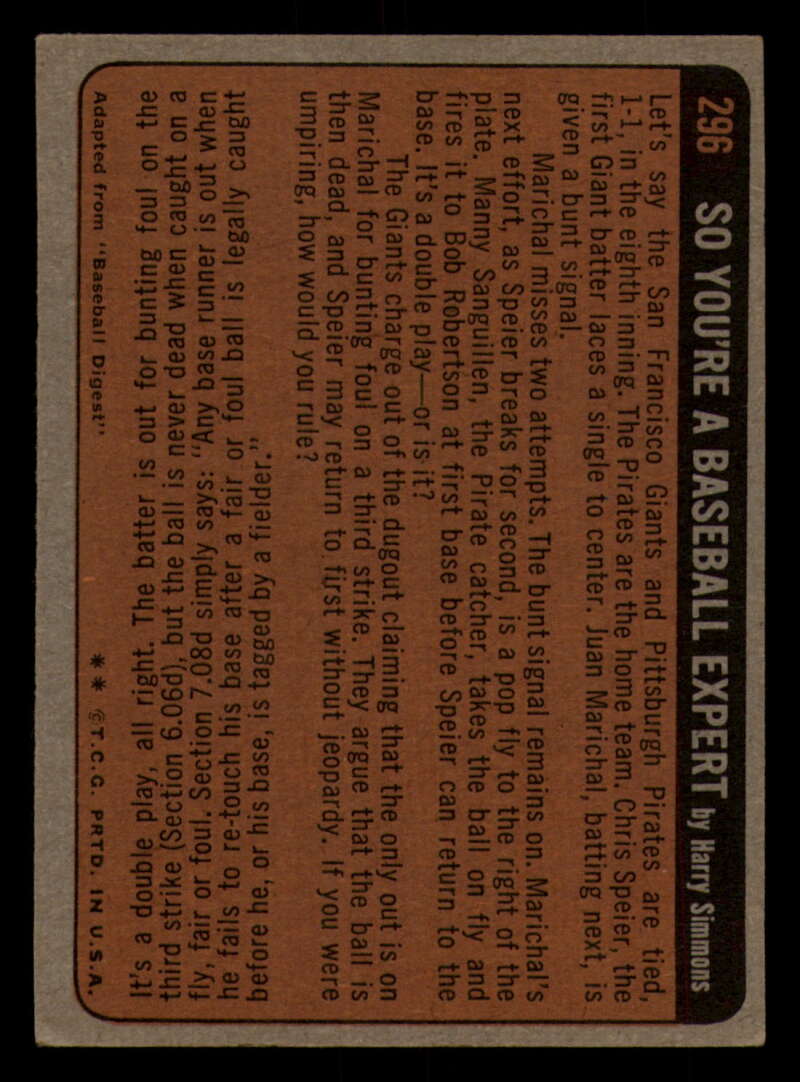 296 SO YOU'RE A BASEBALL EXPERT by Harry Simmons
Let's say the San Francisco Giants and Pittsburgh Pirates are tied,
1-1, in the eighth inning. The Pirates are the home team. Chris Speier, the
first Giant batter laces a single to center. Juan Marichal, batting next, is
given a bunt signal.
Marichal misses two attempts. The bunt signal remains on. Marichal's
next effort, as Speier breaks for second, is a pop fly to the right of the
plate. Manny Sanguillen, the Pirate catcher, takes the ball on fly and
fires it to Bob Robertson at first base before Speier can return to the
base. It's a double play—or is it?
The Giants charge out of the dugout claiming that the only out is on
Marichal for bunting foul on a third strike. They argue that the ball is
then dead, and Speier may return to first without jeopardy. If you were
umpiring, how would you rule?
It's a double play, all right. The batter is out for bunting foul on the
third strike (Section 6.06d), but the ball is never dead when caught on a
fly, fair or foul. Section 7.08d simply says: "Any base runner is out when
he fails to re-touch his base after a fair or foul ball is legally caught
before he, or his base, is tagged by a fielder."
Adapted from "Baseball Digest" ** ©T.C.G. PRTD. IN U.S.A.